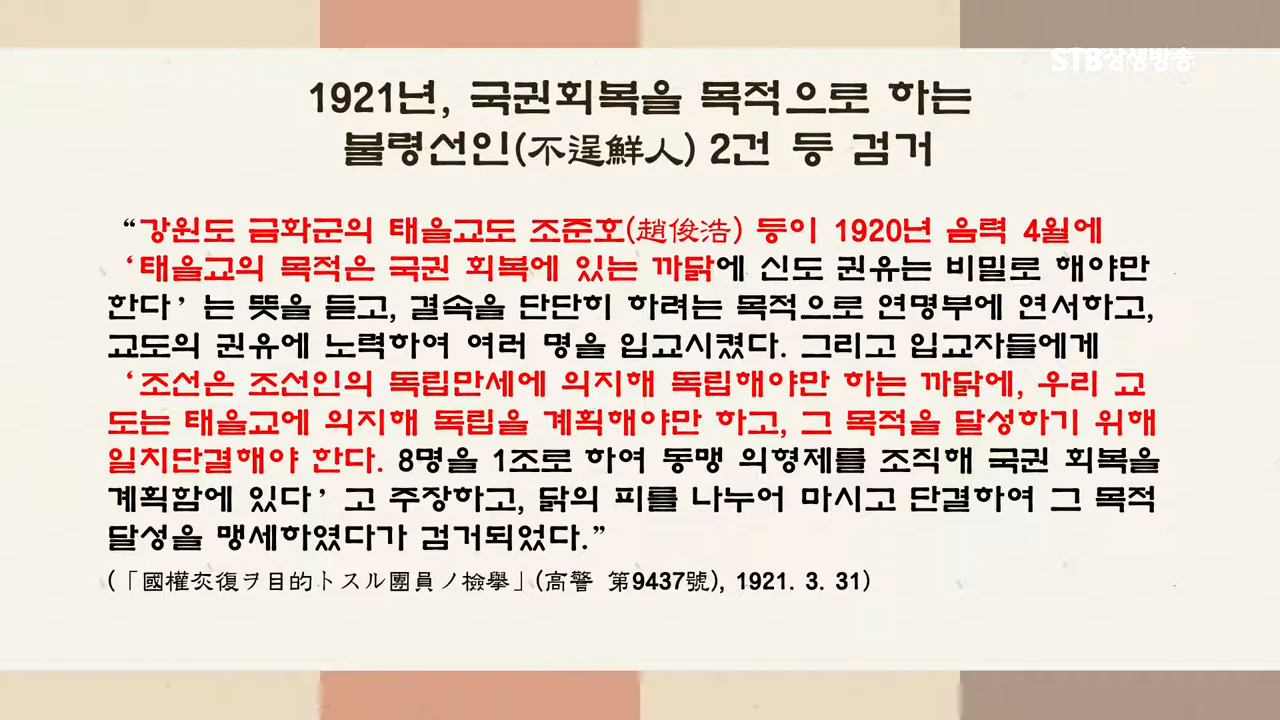 STB상생방송
1921년, 국권회복을 목적으로 하는
불령선인(不逞鮮人) 2건 등 검거
“강원도 금화군의 태을교도 조준호(趙俊浩) 등이 1920년 음력 4월에
‘태을교의 목적은 국권 회복에 있는 까닭에 신도 권유는 비밀로 해야만
한다’는 뜻을 듣고, 결속을 단단히 하려는 목적으로 연명부에 연서하고,
교도의 권유에 노력하여 여러 명을 입교시켰다. 그리고 입교자들에게
‘조선은 조선인의 독립만세에 의지해 독립해야만 하는 까닭에, 우리 교
도는 태을교에 의지해 독립을 계획해야만 하고, 그 목적을 달성하기 위해
일치단결해야 한다. 8명을 1조로 하여 동맹 의형제를 조직해 국권 회복을
계획함에 있다’고 주장하고, 닭의 피를 나누어 마시고 단결하여 그 목적
달성을 맹세하였다가 검거되었다.”
(「國權㷇復ヲ目的トスル團員ノ檢擧」(高警 第9437號), 1921. 3. 31)